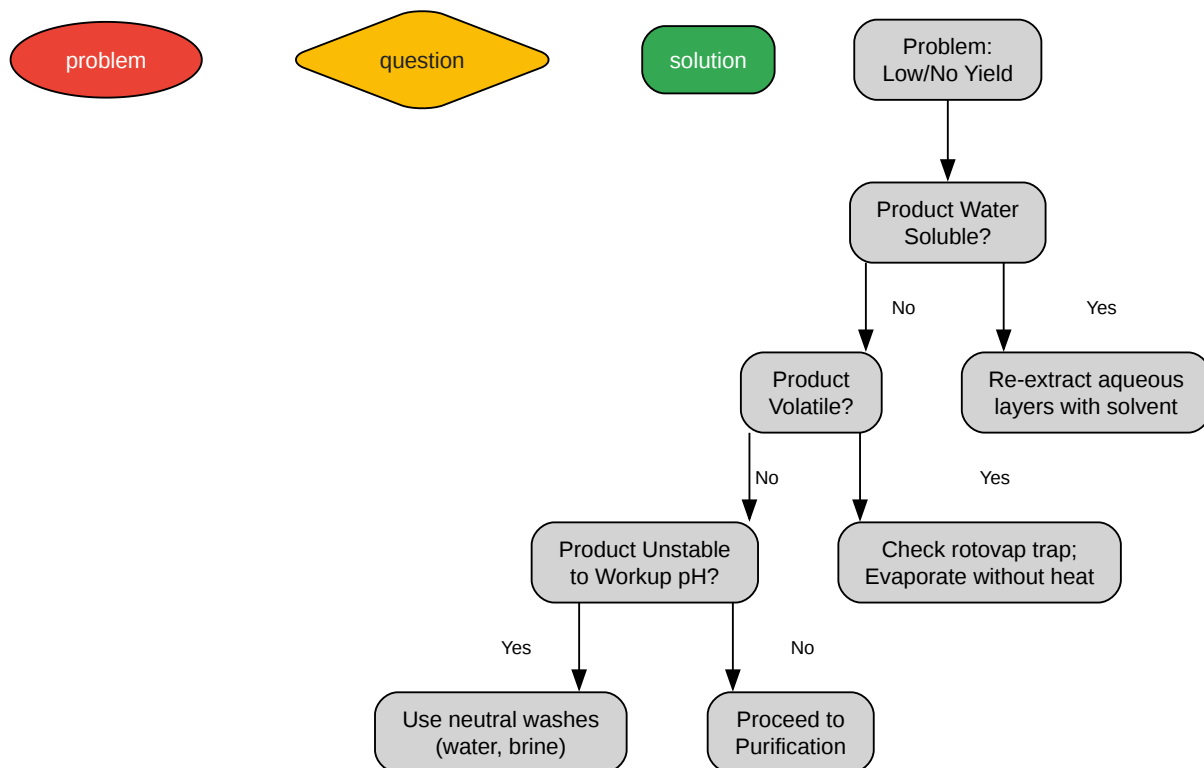 problem
question
solution
Problem:
Low/No Yield
Product Water
Soluble?
No
Yes
Product
Volatile?
Re-extract aqueous
layers with solvent
No
Yes
Product Unstable
to Workup pH?
Check rotovap trap;
Evaporate without heat
Yes
No
Use neutral washes
(water, brine)
Proceed to
Purification